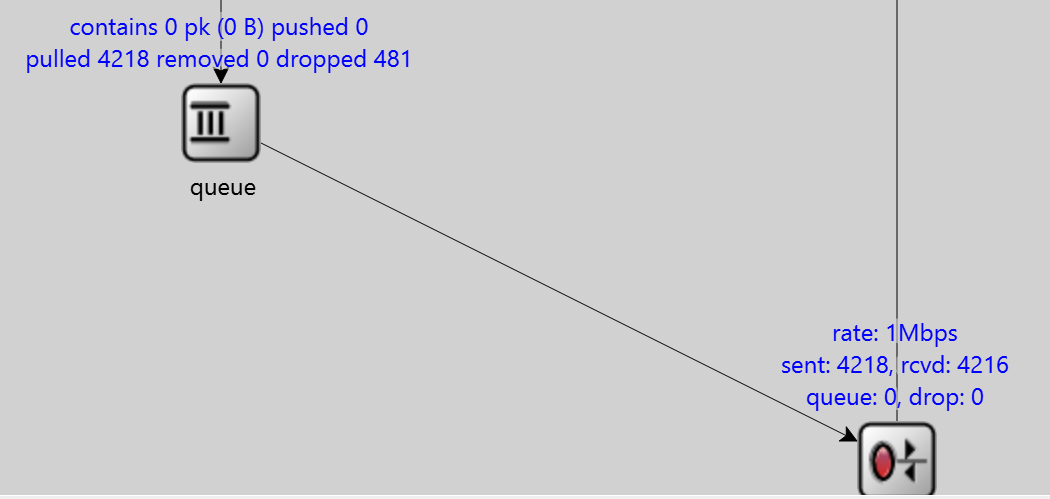 contains 0 pk (0 B) pushed 0
pulled 4218 removed 0 dropped 481
queue
rate: 1Mbps
sent: 4218, rcvd: 4216
queue: 0, drop: 0